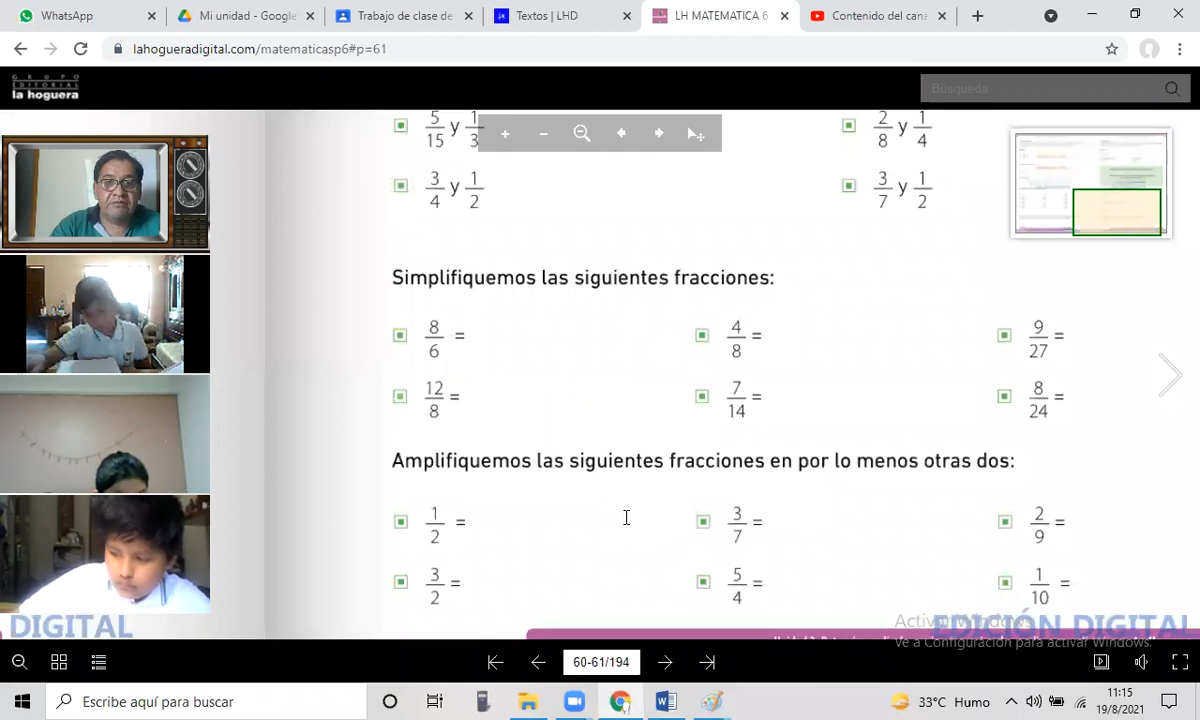 WhatsApp
Mi unidad - Google
Trabajo de clase de
Textos | LHD
LH MATEMATICA 6
Contenido del cana
lahogueradigital.com/matematicasp6#p=61
GRUPO
EDITORIAL
la hoguera
Búsqueda
5/15 y 1/3
2/8 y 1/4
3/4 y 1/2
3/7 y 1/2
Simplifiquemos las siguientes fracciones:
8/6 =
4/8 =
9/27 =
12/8 =
7/14 =
8/24 =
Amplifiquemos las siguientes fracciones en por lo menos otras dos:
1/2 =
3/7 =
2/9 =
3/2 =
5/4 =
1/10 =
DIGITAL
EDICIÓN DIGITAL
Activar Windows
Ve a Configuración para activar Windows.
60-61/194
Escribe aquí para buscar
33°C Humo
11:15
19/8/2021